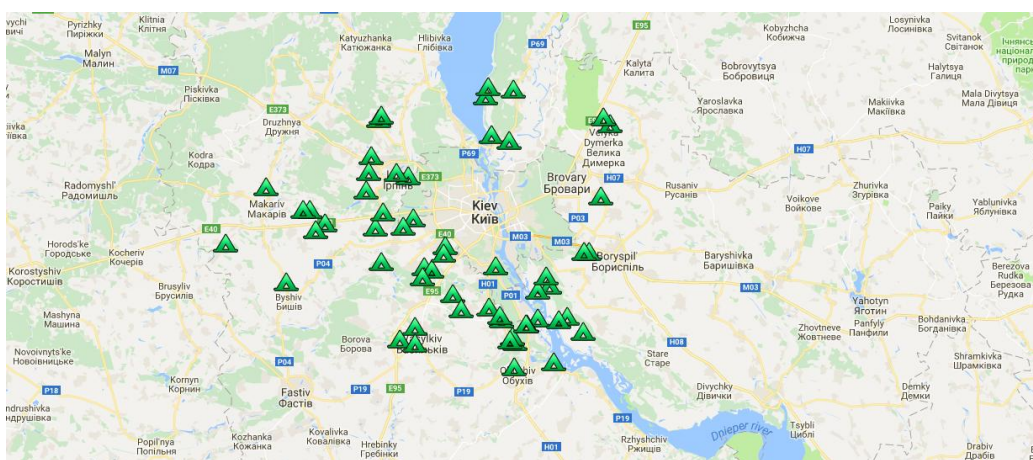 Pyrizhky
Піріжки
Klitnia
Клітня
Malyn
Малин
M07
Piskivka
Пісківка
Katyuzhanka
Катюжанка
Hlibivka
Глібівка
P69
E95
Kalyta
Калита
Kobyzhcha
Кобижча
Losynivka
Лосинівка
Svitanok
Світанок
Bobrovytsya
Бобровиця
Halytsya
Галиця
Mala Divytsya
Мала Дівиця
E373
Druzhnya
Дружня
Kodra
Кодра
Radomyshl'
Радомишль
Makariv
Макарів
E373
P69
Velyka
Dymerka
Велика
Димерка
Yaroslavka
Ярославка
Makiivka
Макіївка
H07
Brovary
Бровари
H07
Kiev
Київ
P03
Rusaniv
Русанів
Voikove
Войкове
Zhurivka
Згурівка
Paiky
Пайки
Yablunivka
Яблунівка
E40
Horods'ke
Городське
Kocheriv
Кочерів
Korostyshiv
Коростишів
P04
E40
M03
M03
Boryspil'
Бориспіль
Baryshivka
Баришівка
Brusyliv
Брусилів
Byshiv
Бишів
H01
P01
E95
M03
Berezova
Rudka
Березова
Рудка
Yahotyn
Яготин
Mashyna
Машина
Bohdanivka
Богданівка
Borova
Борова
Zhovtneve
Жовтневе
Panfyly
Панфили
Novoivnyts'ke
Новоівницьке
P04
Обухів
Stare
Старе
H08
Shramkivka
Шрамківка
P18
Kornyn
Корнин
Fastiv
Фастів
P19
E95
P19
Divychky
Дівички
Demky
Демки
P19
Popil'nya
Попільня
Kozhanka
Кожанка
Koyalivka
Ковалівка
Hrebinky
Гребінки
H01
Rzhyshchiv
Ржищів
Dnieper river
Tsybli
Циблі
Drabiv
Драбів